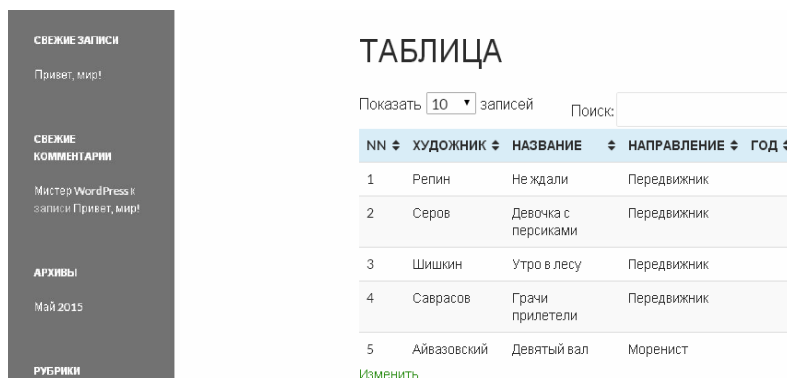 СВЕЖИЕ ЗАПИСИ
Привет, мир!
СВЕЖИЕ
КОММЕНТАРИИ
Мистер WordPress к
записи Привет, мир!
АРХИВЫ
Май 2015
РУБРИКИ
ТАБЛИЦА
Показать 10 записей Поиск:
NN ХУДОЖНИК НАЗВАНИЕ НАПРАВЛЕНИЕ ГОД
1 Репин Не ждали Передвижник
2 Серов Девочка с Передвижник
персиками
3 Шишкин Утро в лесу Передвижник
4 Саврасов Грачи Передвижник
прилетели
5 Айвазовский Девятый вал Моренист
Изменить